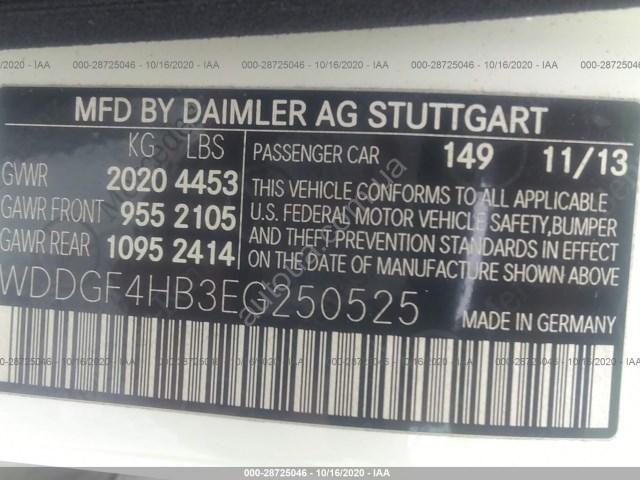 000-28725046 - 10/16/2020 - IAA
MFD BY DAIMLER AG STUTTGART
KG LBS
PASSENGER CAR 149 11/13
GVWR 2020 4453
GAWR FRONT 955 2105
GAWR REAR 1095 2414
THIS VEHICLE CONFORMS TO ALL APPLICABLE
U.S. FEDERAL MOTOR VEHICLE SAFETY, BUMPER
AND THEFT PREVENTION STANDARDS IN EFFECT
ON THE DATE OF MANUFACTURE SHOWN ABOVE
WDDGF4HB3EG250525
MADE IN GERMANY
000-28725046 - 10/16/2020 - IAA